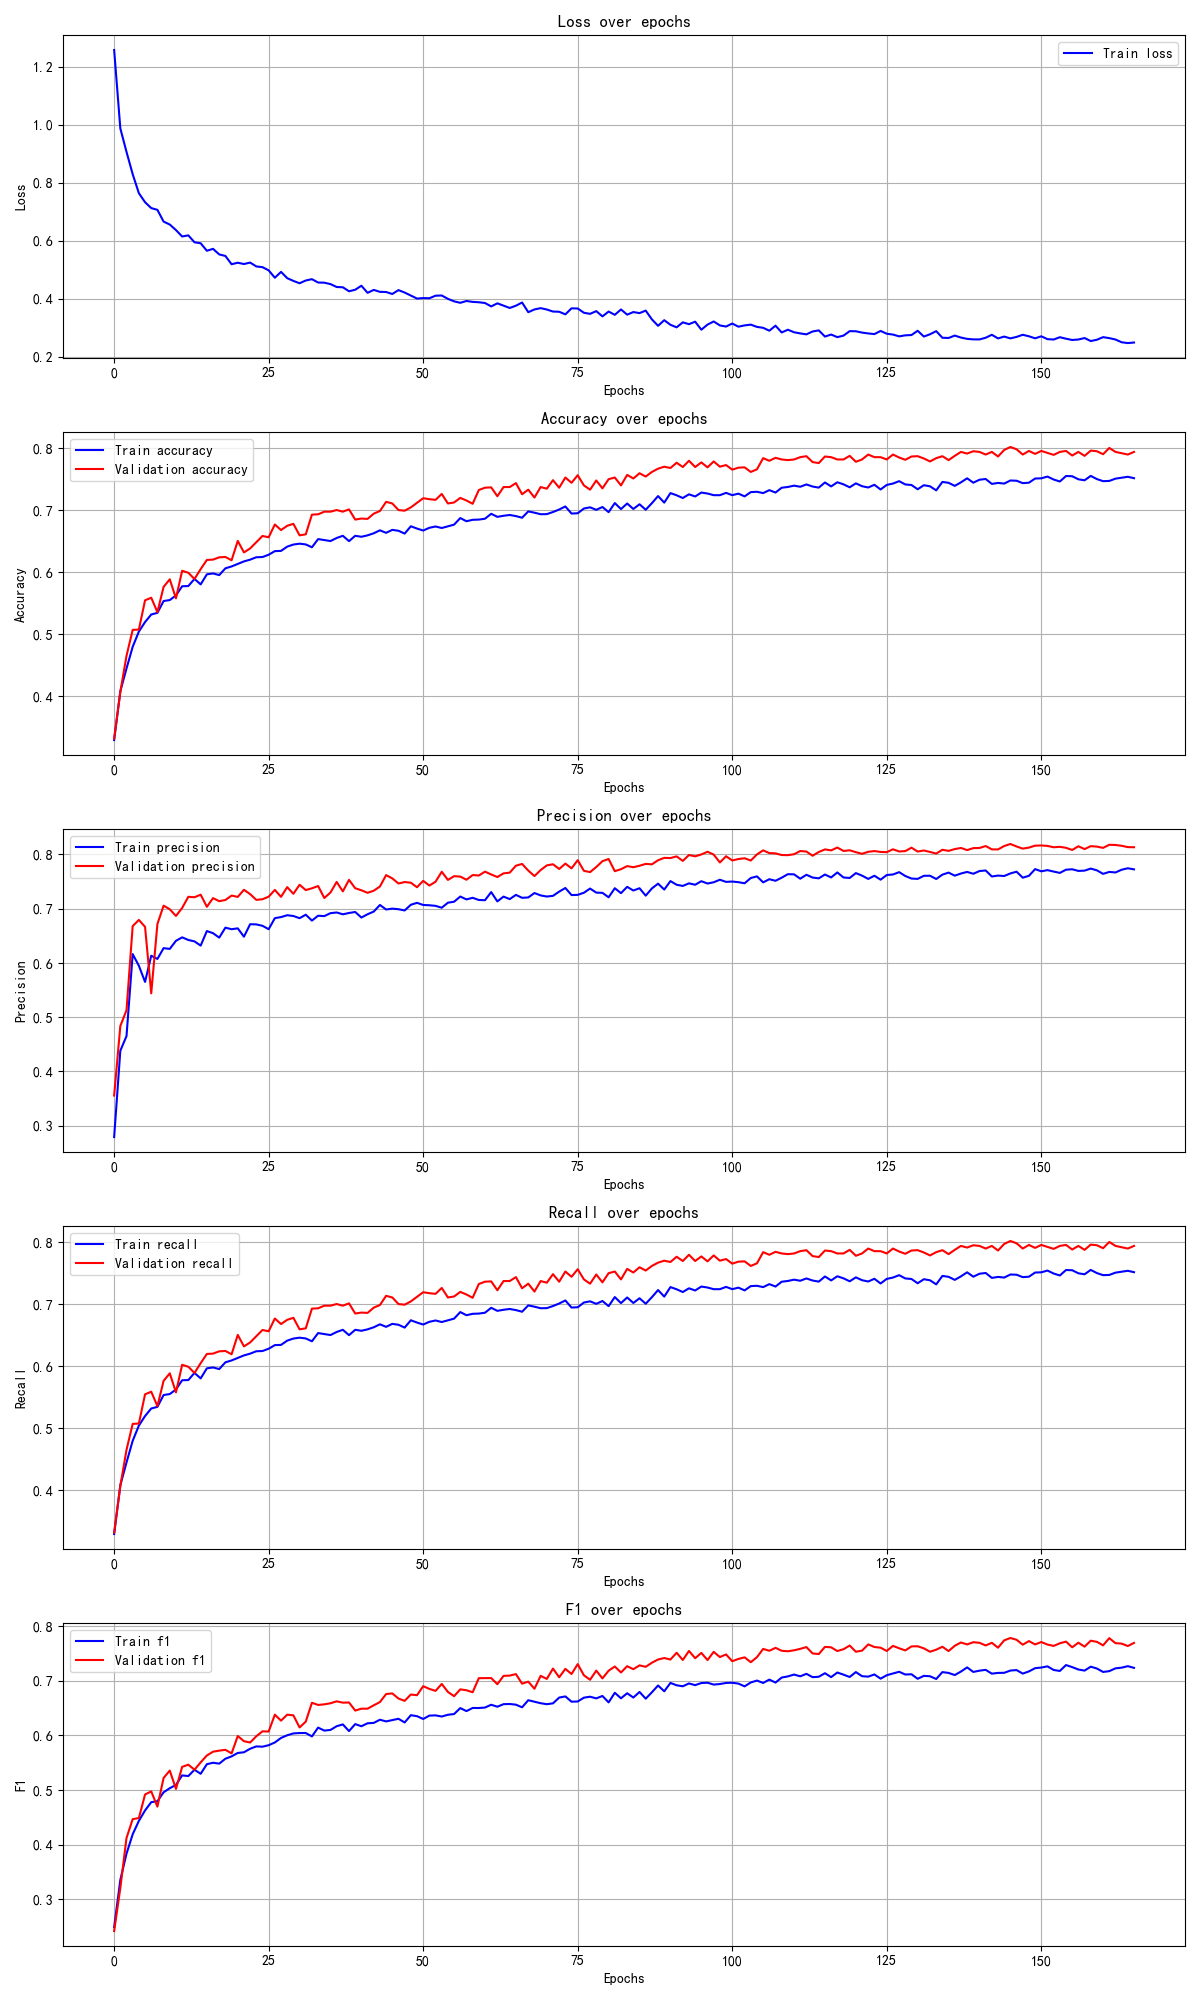 Loss over epochs
Train loss
1.2
1.0
0.8
0.6
0.4
0.2
Loss
0 25 50 75 100 125 150
Epochs
Accuracy over epochs
Train accuracy
Validation accuracy
0.8
0.7
0.6
0.5
0.4
Accuracy
0 25 50 75 100 125 150
Epochs
Precision over epochs
Train precision
Validation precision
0.8
0.7
0.6
0.5
0.4
0.3
Precision
0 25 50 75 100 125 150
Epochs
Recall over epochs
Train recall
Validation recall
0.8
0.7
0.6
0.5
0.4
Recall
0 25 50 75 100 125 150
Epochs
F1 over epochs
Train f1
Validation f1
0.8
0.7
0.6
0.5
0.4
0.3
F1
0 25 50 75 100 125 150
Epochs